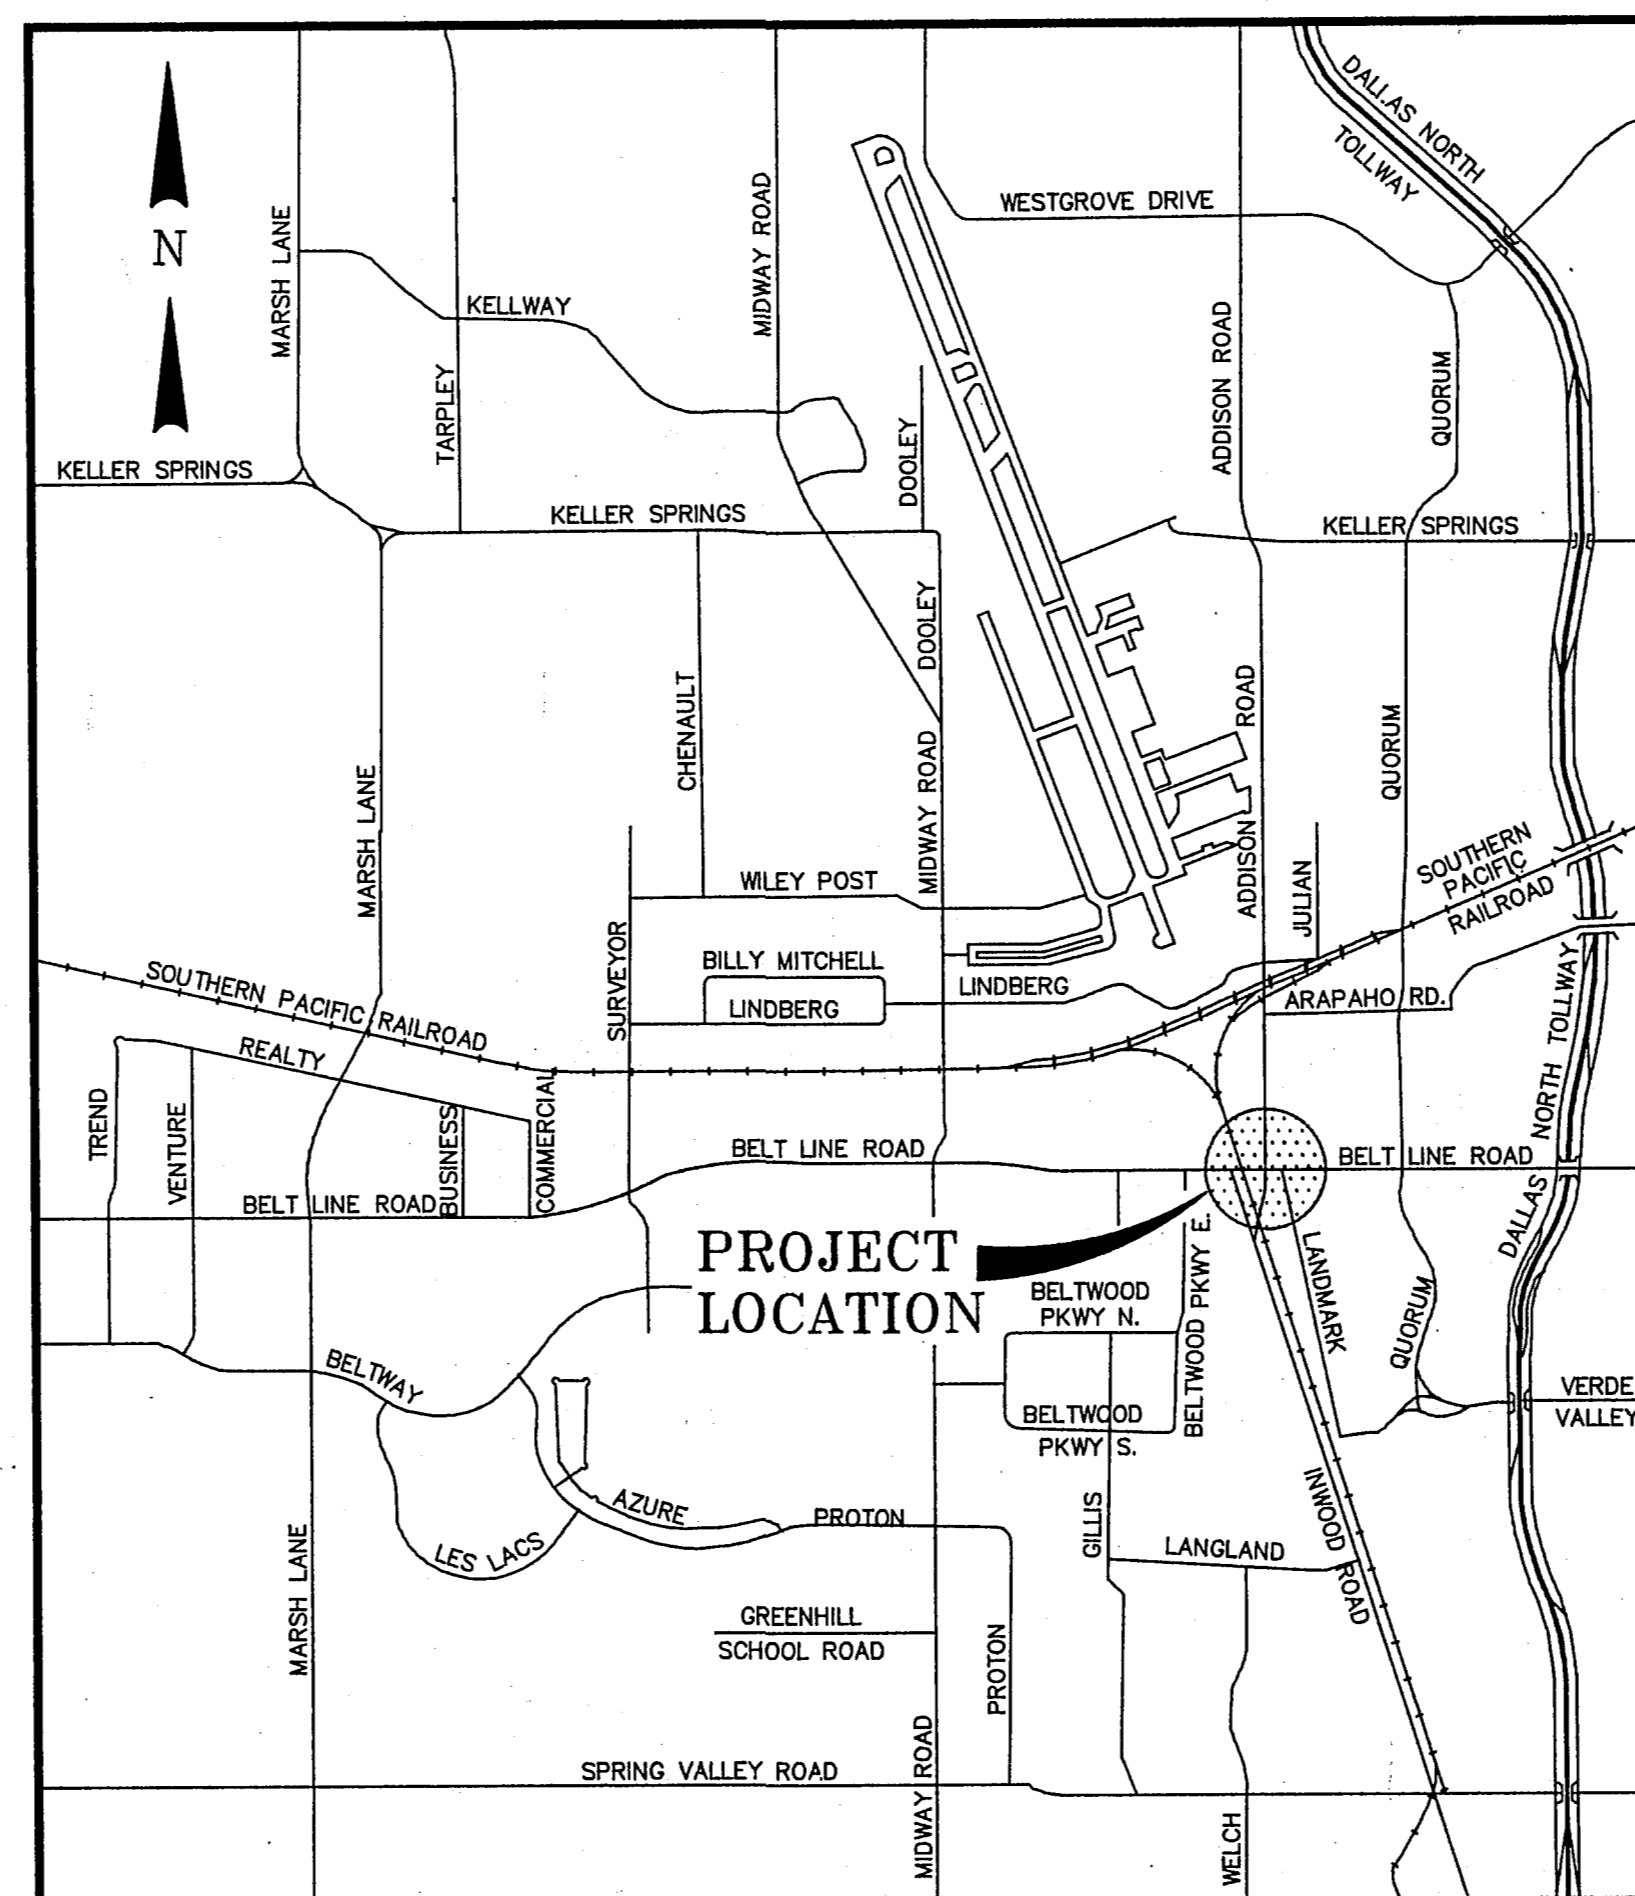 DALLAS NORTH
TOLLWAY
N
MARSH LANE
MIDWAY ROAD
WESTGROVE DRIVE
KELLWAY
TARPLEY
ADDISON ROAD
QUORUM
DOOLEY
KELLER SPRINGS
KELLER SPRINGS
KELLER SPRINGS
DOOLEY
CHENAULT
MARSH LANE
MIDWAY ROAD
ADDISON ROAD
QUORUM
JULIAN
SOUTHERN
PACIFIC
RAILROAD
WILEY POST
SURVEYOR
BILLY MITCHELL
LINDBERG
LINDBERG
ARAPAHO RD.
SOUTHERN PACIFIC RAILROAD
REALTY
TREND
VENTURE
BUSINESS
COMMERCIAL
BELT LINE ROAD
BELT LINE ROAD
BELT LINE ROAD
DALLAS NORTH TOLLWAY
PROJECT
LOCATION
BELTWOOD
PKWY N.
BELTWOOD PKWY E.
LANDMARK
QUORUM
BELTWAY
BELTWOOD
PKWY S.
VERDE
VALLEY
AZURE
PROTON
LES LACS
GILLIS
LANGLAND
INWOOD ROAD
MARSH LANE
GREENHILL
SCHOOL ROAD
PROTON
MIDWAY ROAD
SPRING VALLEY ROAD
WELCH